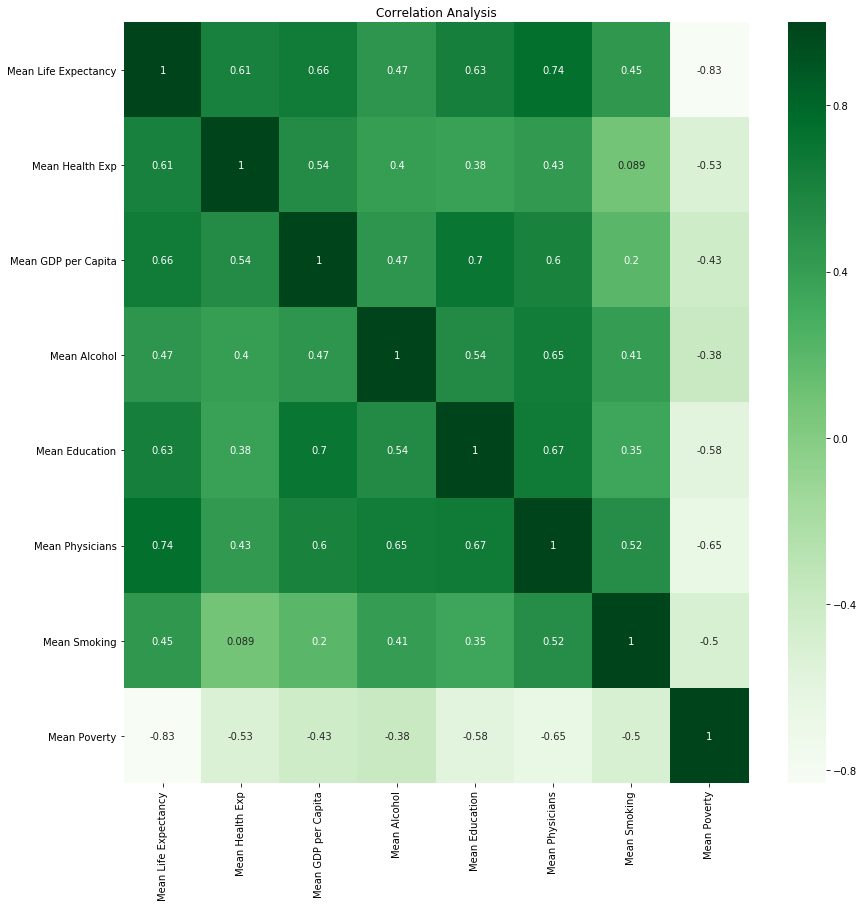 Correlation Analysis
Mean Life Expectancy 1 0.61 0.66 0.47 0.63 0.74 0.45 -0.83
Mean Health Exp 0.61 1 0.54 0.4 0.38 0.43 0.089 -0.53
Mean GDP per Capita 0.66 0.54 1 0.47 0.7 0.6 0.2 -0.43
Mean Alcohol 0.47 0.4 0.47 1 0.54 0.65 0.41 -0.38
Mean Education 0.63 0.38 0.7 0.54 1 0.67 0.35 -0.58
Mean Physicians 0.74 0.43 0.6 0.65 0.67 1 0.52 -0.65
Mean Smoking 0.45 0.089 0.2 0.41 0.35 0.52 1 -0.5
Mean Poverty -0.83 -0.53 -0.43 -0.38 -0.58 -0.65 -0.5 1
Mean Life Expectancy
Mean Health Exp
Mean GDP per Capita
Mean Alcohol
Mean Education
Mean Physicians
Mean Smoking
Mean Poverty
0.8
0.4
0.0
−0.4
−0.8